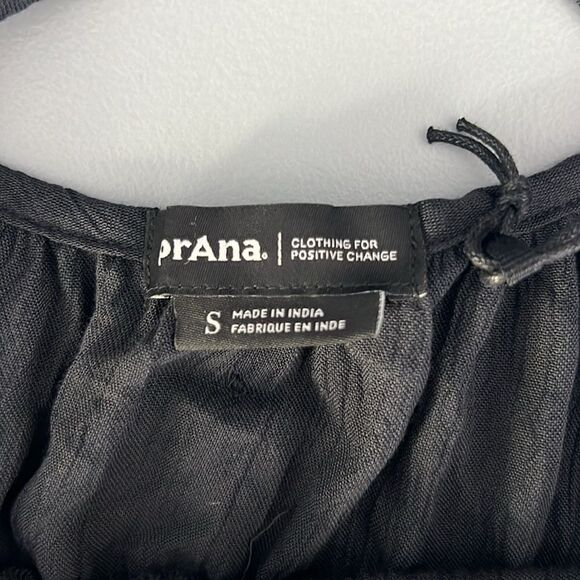 prAna.
CLOTHING FOR
POSITIVE CHANGE
S
MADE IN INDIA
FABRIQUE EN INDE